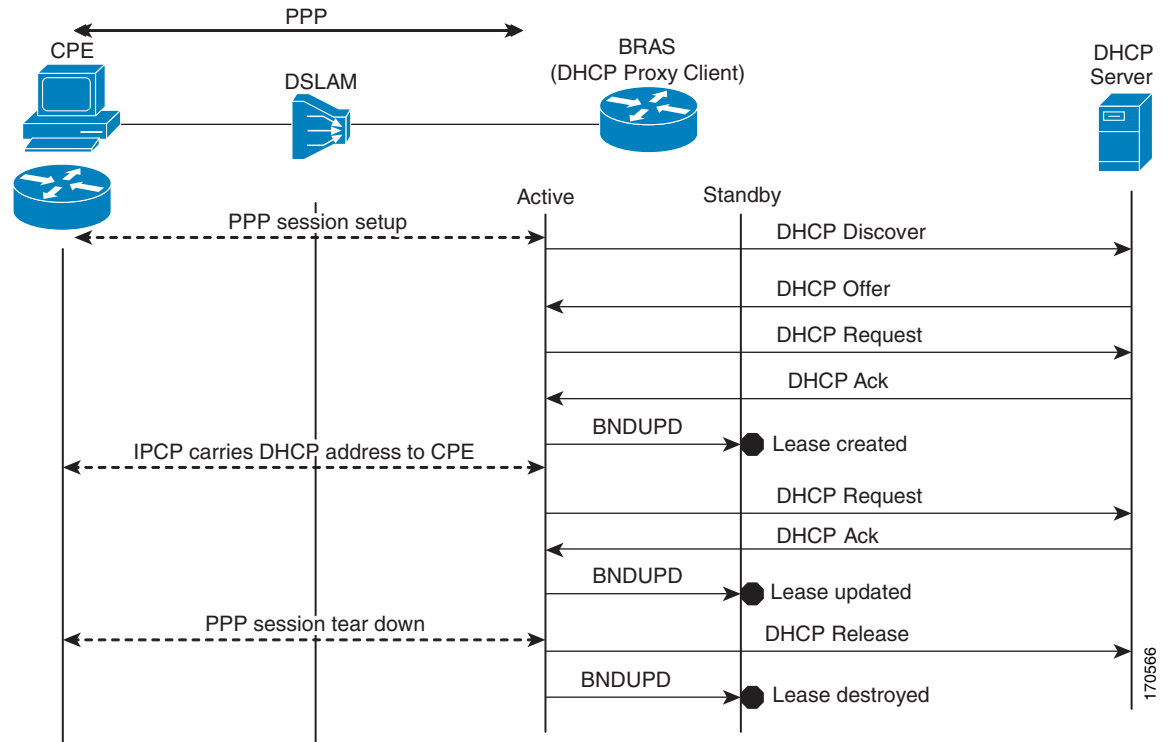 PPP
CPE
BRAS
(DHCP Proxy Client)
DHCP
Server
DSLAM
Active
Standby
PPP session setup
DHCP Discover
DHCP Offer
DHCP Request
DHCP Ack
BNDUPD
Lease created
IPCP carries DHCP address to CPE
DHCP Request
DHCP Ack
BNDUPD
Lease updated
PPP session tear down
DHCP Release
BNDUPD
Lease destroyed
170566